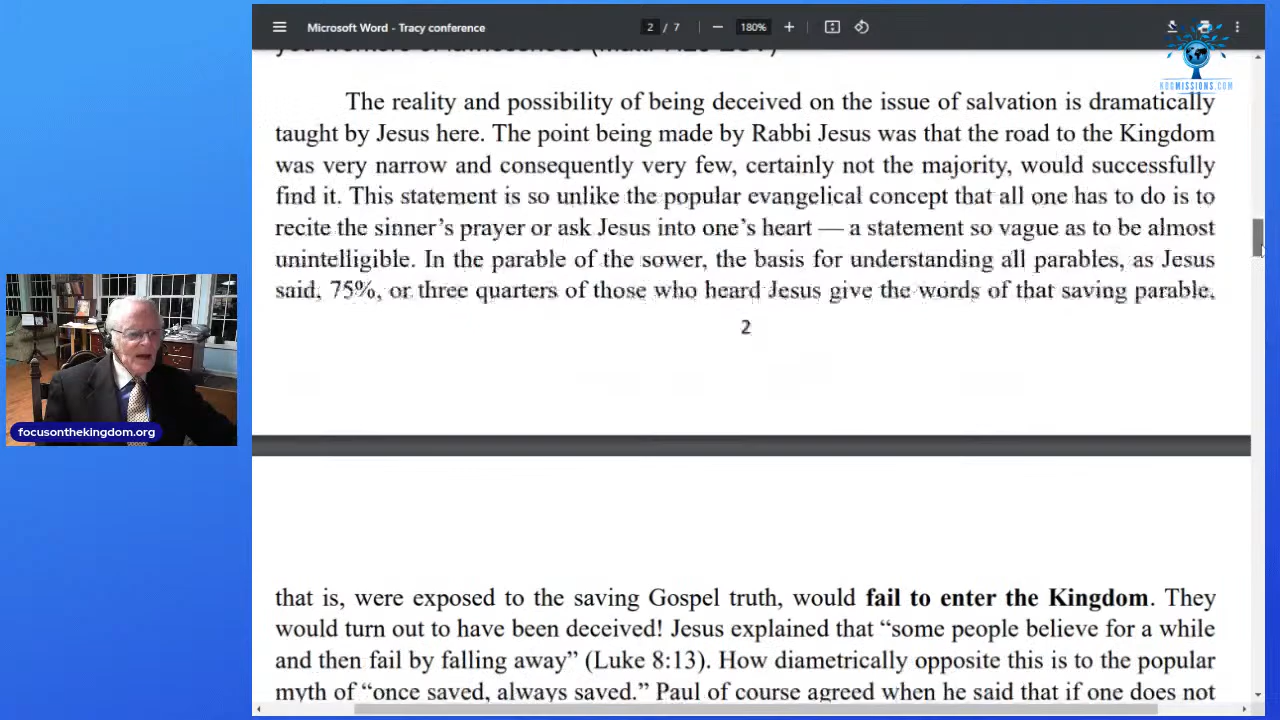 Microsoft Word - Tracy conference
2 / 7
180%
ROGMISSIONS.COM
The reality and possibility of being deceived on the issue of salvation is dramatically
taught by Jesus here. The point being made by Rabbi Jesus was that the road to the Kingdom
was very narrow and consequently very few, certainly not the majority, would successfully
find it. This statement is so unlike the popular evangelical concept that all one has to do is to
recite the sinner’s prayer or ask Jesus into one’s heart — a statement so vague as to be almost
unintelligible. In the parable of the sower, the basis for understanding all parables, as Jesus
said, 75%, or three quarters of those who heard Jesus give the words of that saving parable,
2
focusonthekingdom.org
that is, were exposed to the saving Gospel truth, would fail to enter the Kingdom. They
would turn out to have been deceived! Jesus explained that “some people believe for a while
and then fail by falling away” (Luke 8:13). How diametrically opposite this is to the popular
myth of “once saved, always saved.” Paul of course agreed when he said that if one does not